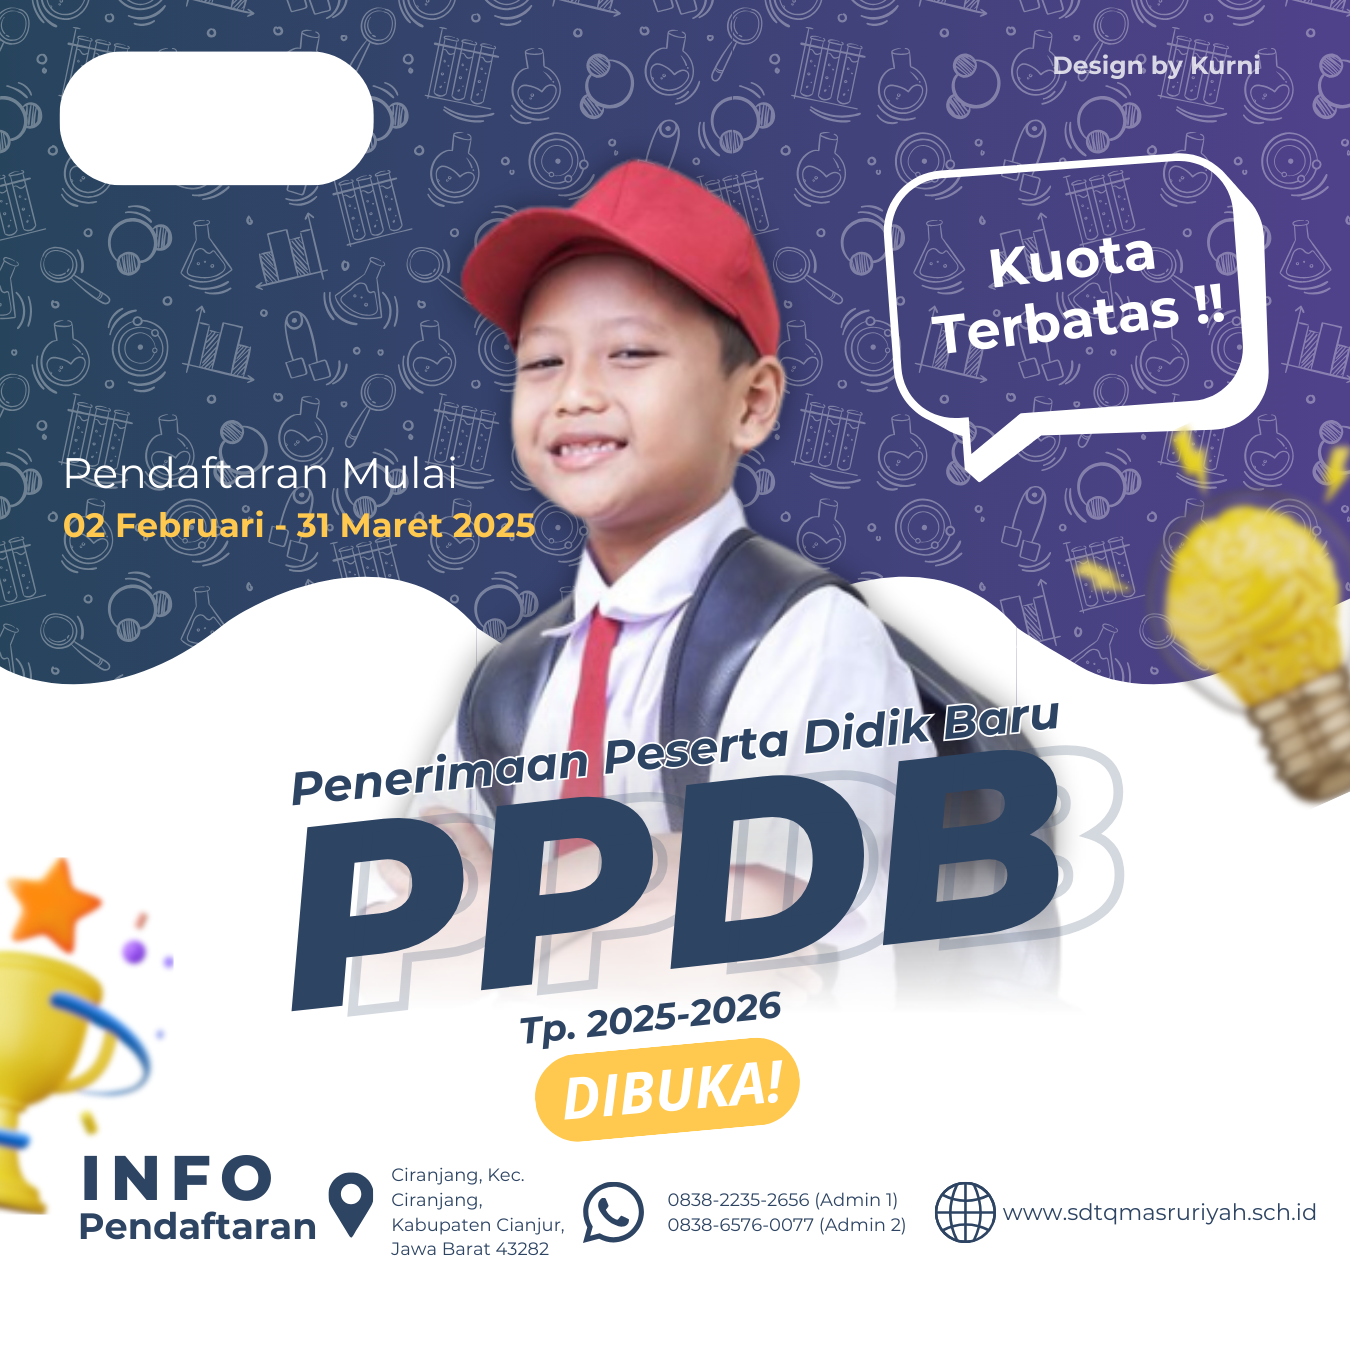 Design by Kurni
Kuota
Terbatas !!
Pendaftaran Mulai
02 Februari - 31 Maret 2025
Penerimaan Peserta Didik Baru
PPDB
Tp. 2025-2026
DIBUKA!
INFO
Pendaftaran
Ciranjang, Kec.
Ciranjang,
Kabupaten Cianjur,
Jawa Barat 43282
0838-2235-2656 (Admin 1)
0838-6576-0077 (Admin 2)
www.sdtqmasruriyah.sch.id